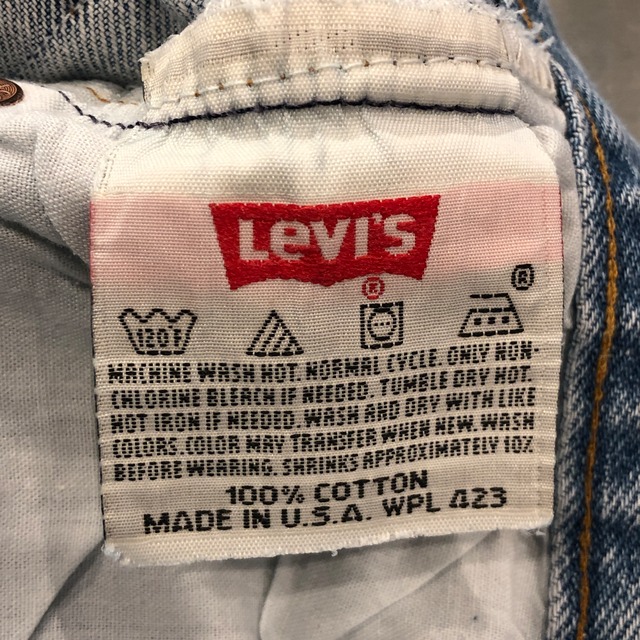 Levi's
®
®
120F
MACHINE WASH HOT. NORMAL CYCLE. ONLY NON-
CHLORINE BLEACH IF NEEDED. TUMBLE DRY HOT.
HOT IRON IF NEEDED. WASH AND DRY WITH LIKE
COLORS. COLOR MAY TRANSFER WHEN NEW. WASH
BEFORE WEARING. SHRINKS APPROXIMATELY 10%
100% COTTON
MADE IN U.S.A. WPL 423